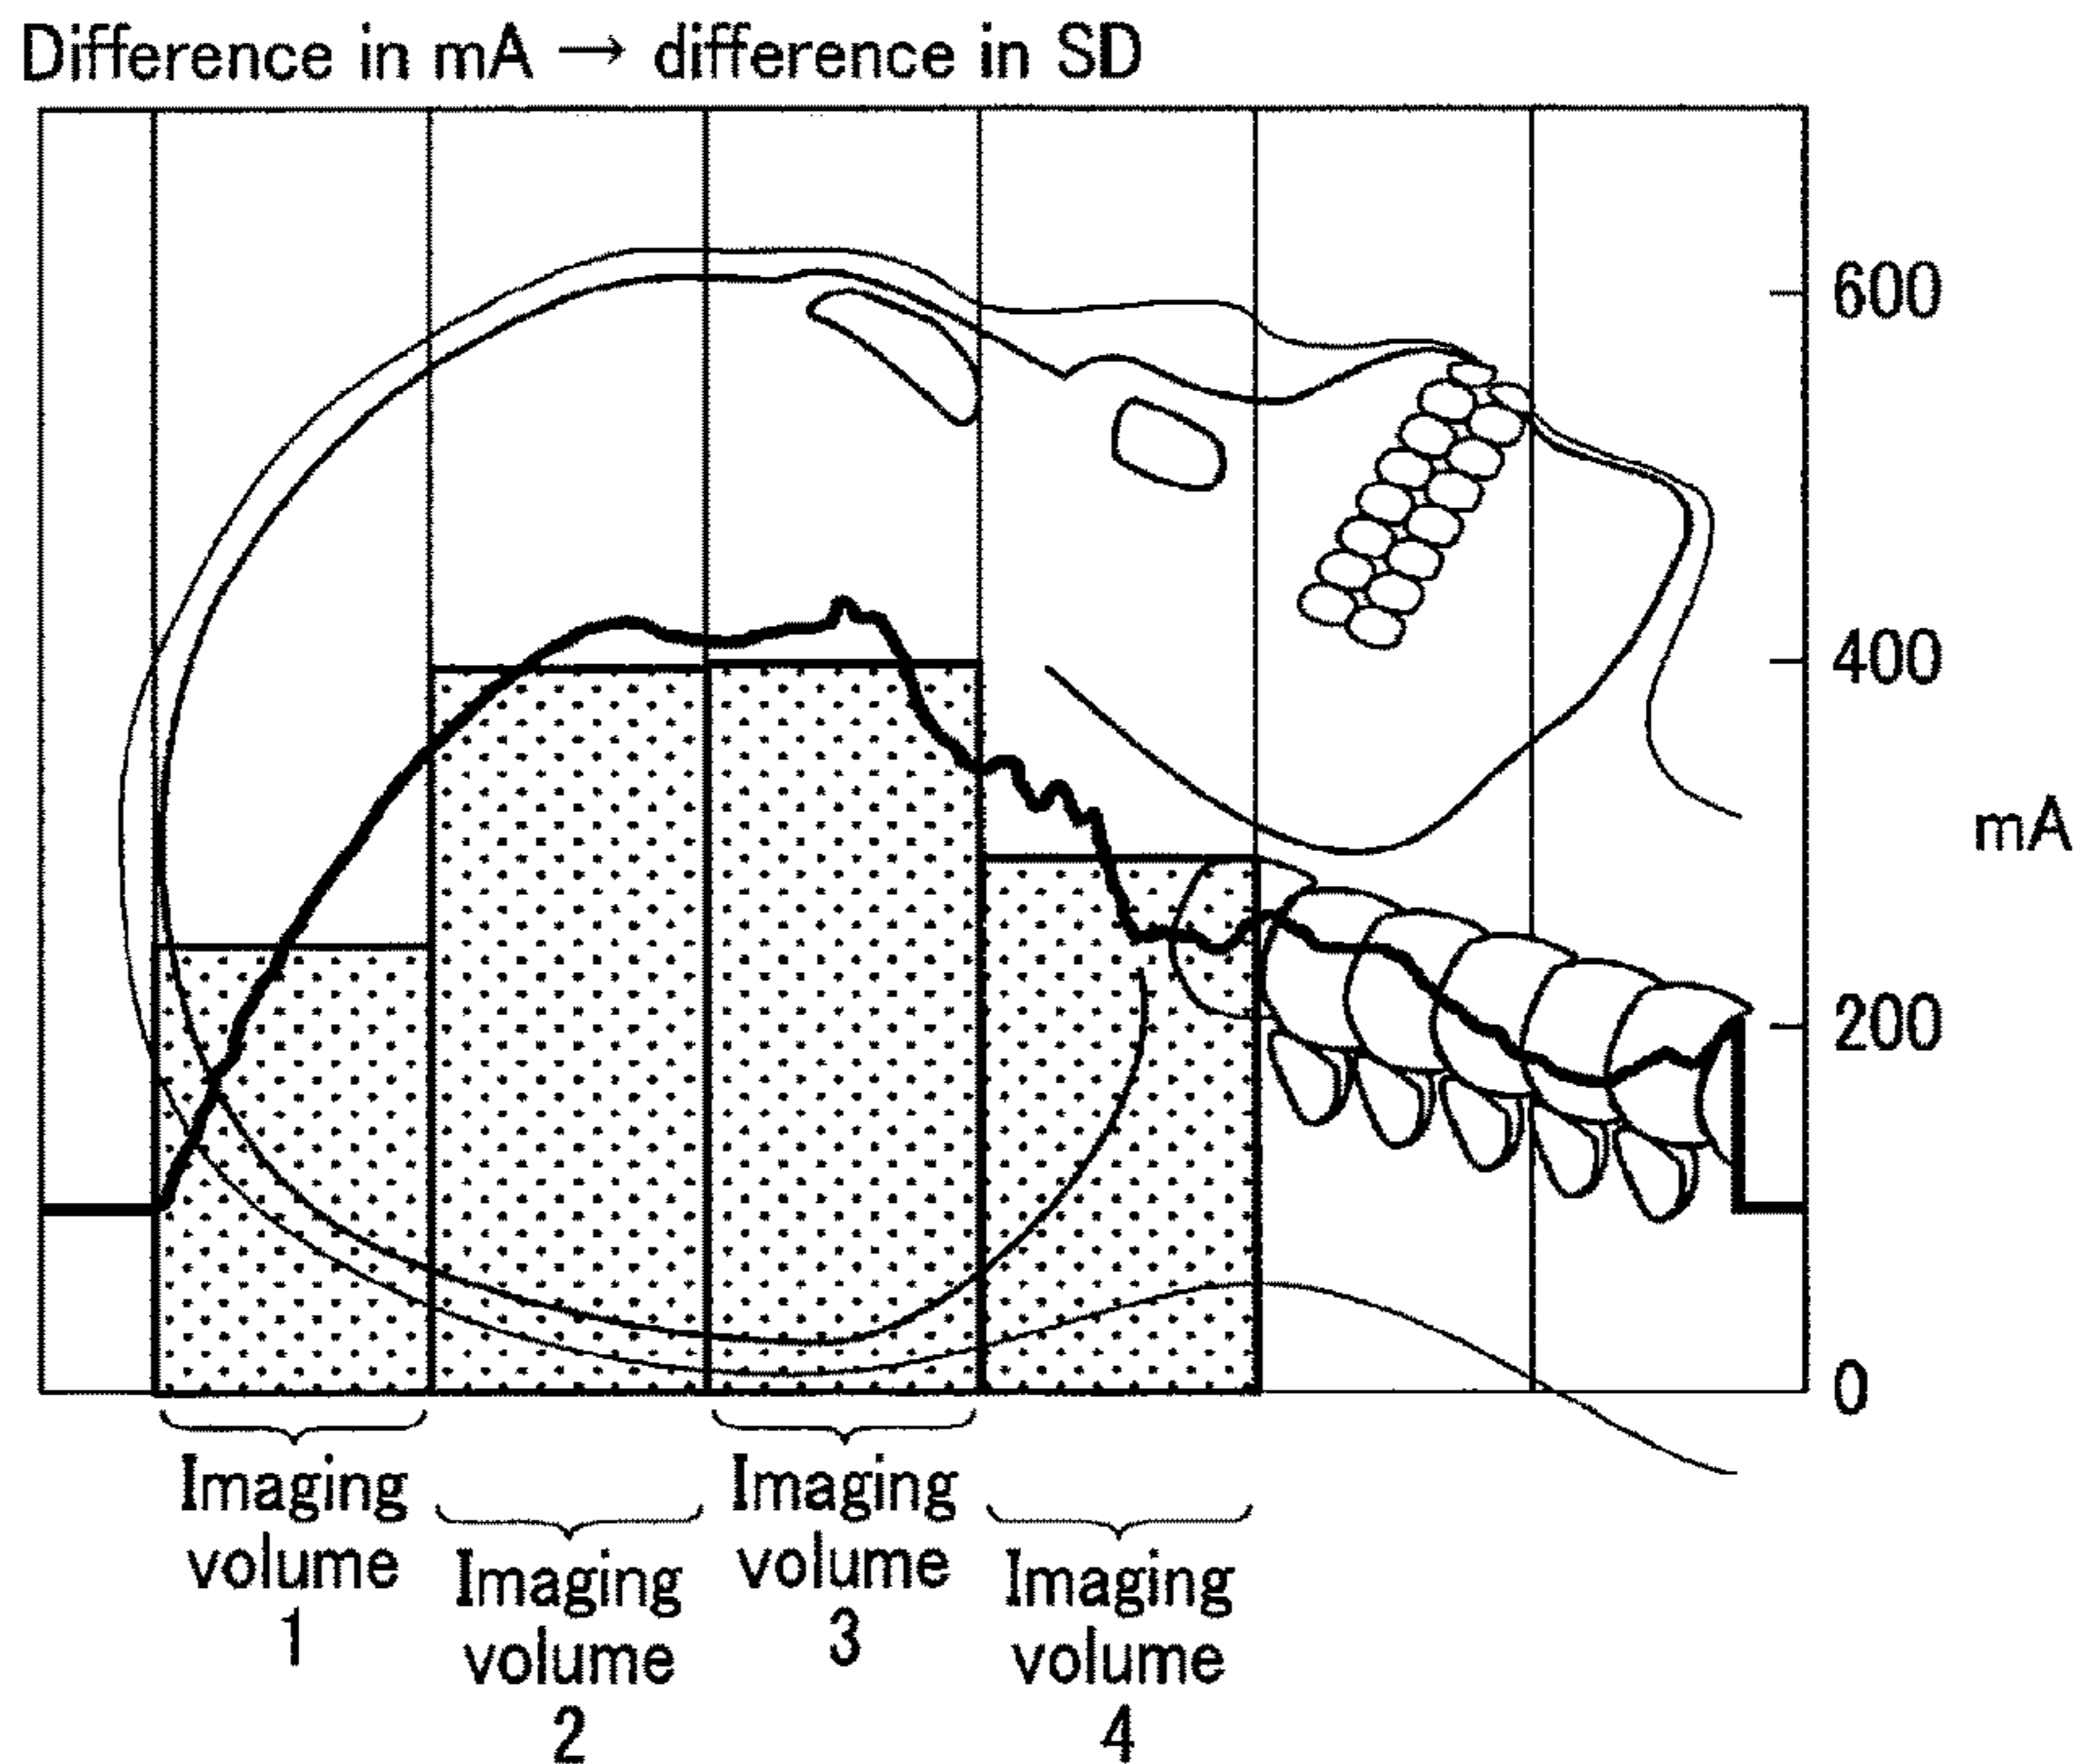 Difference in mA → difference in SD
600
400
mA
200
0
Imaging
volume
1
Imaging
volume
2
Imaging
volume
3
Imaging
volume
4